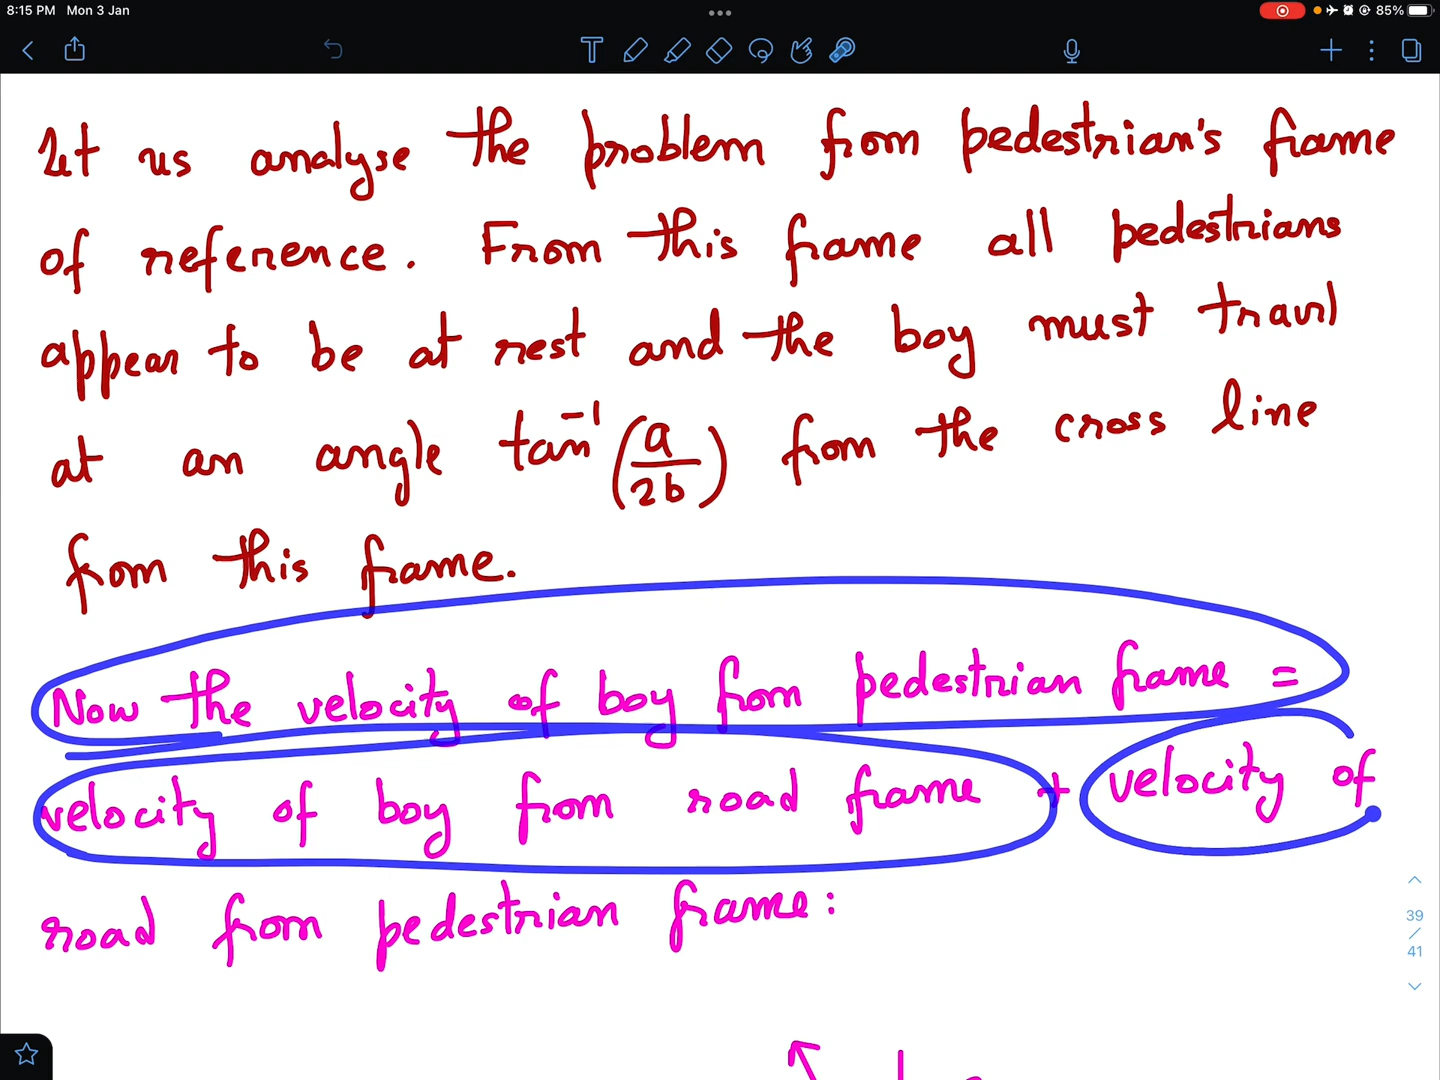 8:15 PM Mon 3 Jan
85%
Let us analyse the problem from pedestrian's frame
of reference. From this frame all pedestrians
appear to be at rest and the boy must travel
at an angle tan⁻¹(a/2b) from the cross line
from this frame.
Now the velocity of boy from pedestrian frame =
velocity of boy from road frame + velocity of
road from pedestrian frame:
39
/
41